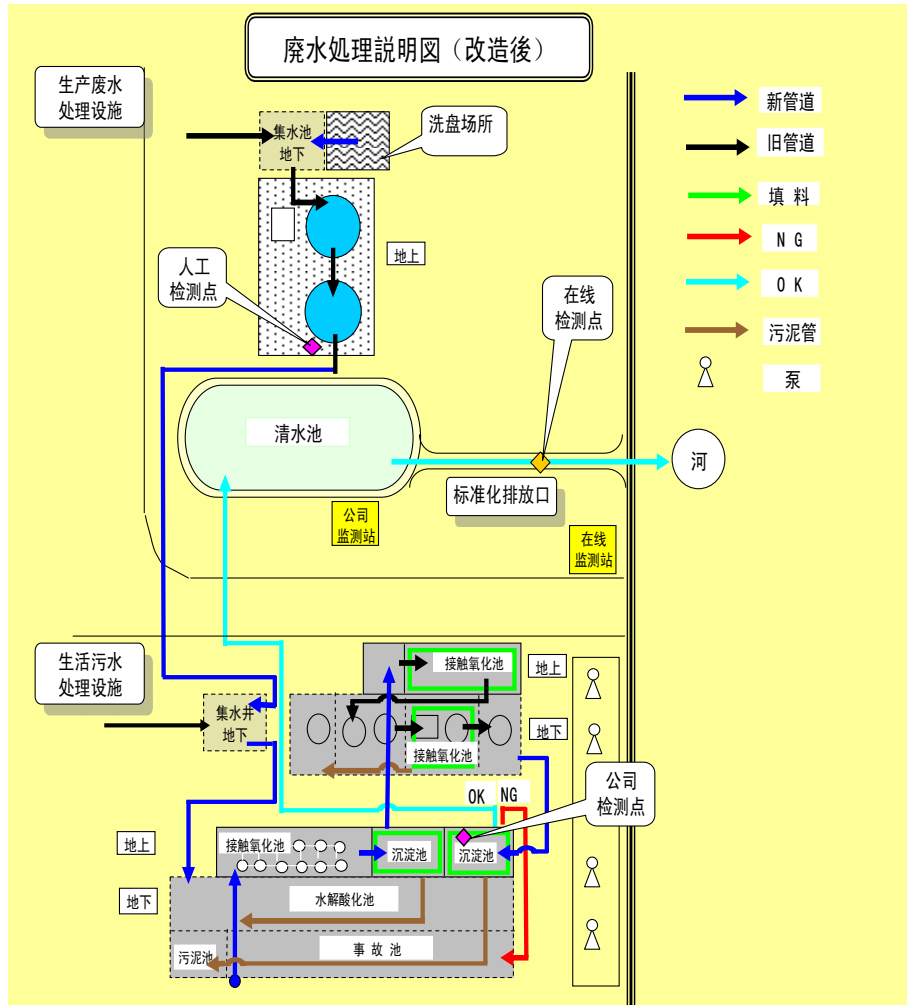 廃水処理説明図（改造後）
生产废水
处理设施
集水池
地下
洗盘场所
新管道
旧管道
填 料
N G
O K
污泥管
泵
地上
人工
检测点
在线
检测点
清水池
河
标准化排放口
公司
监测站
在线
监测站
生活污水
处理设施
接触氧化池
地上
集水井
地下
地下
接触氧化池
公司
检测点
OK
NG
地上
接触氧化池
沉淀池
沉淀池
地下
水解酸化池
污泥池
事 故 池